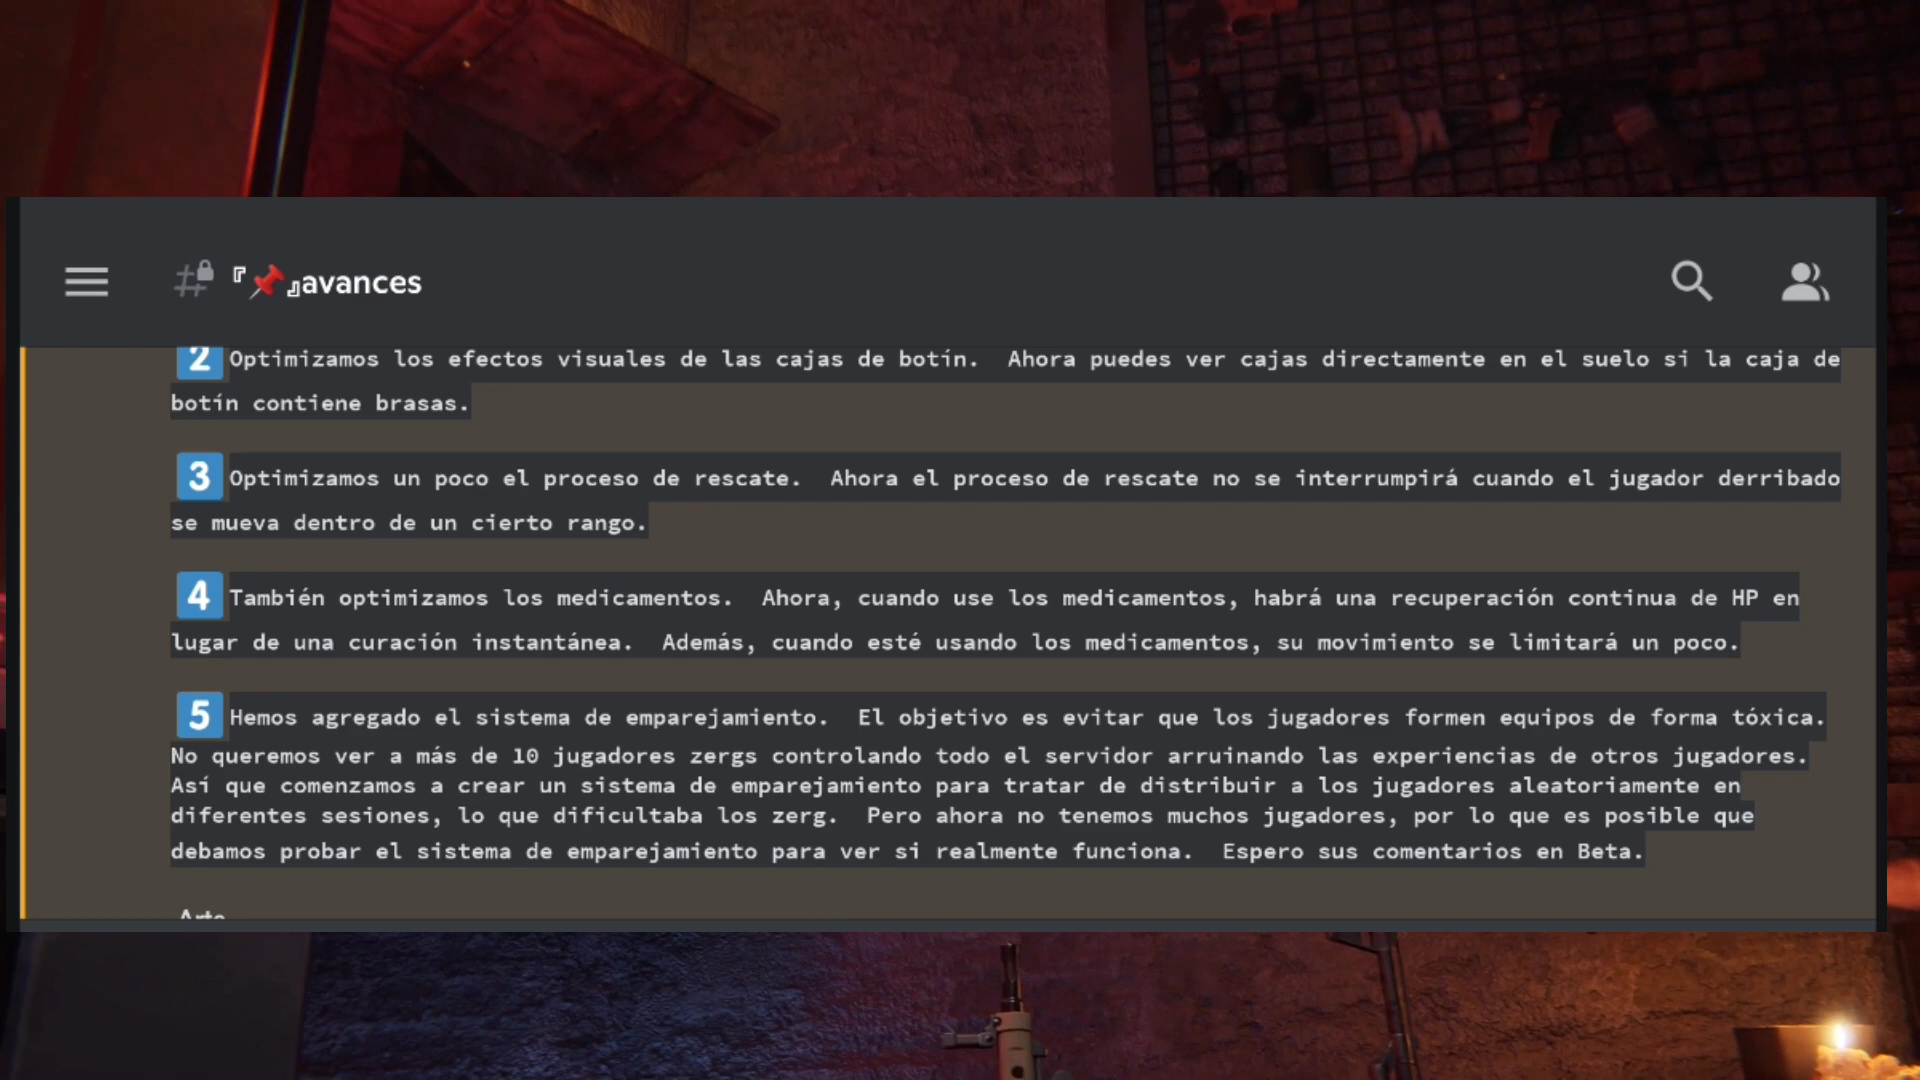 # 『📌』avances
2 Optimizamos los efectos visuales de las cajas de botín. Ahora puedes ver cajas directamente en el suelo si la caja de
botín contiene brasas.
3 Optimizamos un poco el proceso de rescate. Ahora el proceso de rescate no se interrumpirá cuando el jugador derribado
se mueva dentro de un cierto rango.
4 También optimizamos los medicamentos. Ahora, cuando use los medicamentos, habrá una recuperación continua de HP en
lugar de una curación instantánea. Además, cuando esté usando los medicamentos, su movimiento se limitará un poco.
5 Hemos agregado el sistema de emparejamiento. El objetivo es evitar que los jugadores formen equipos de forma tóxica.
No queremos ver a más de 10 jugadores zergs controlando todo el servidor arruinando las experiencias de otros jugadores.
Así que comenzamos a crear un sistema de emparejamiento para tratar de distribuir a los jugadores aleatoriamente en
diferentes sesiones, lo que dificultaba los zerg. Pero ahora no tenemos muchos jugadores, por lo que es posible que
debamos probar el sistema de emparejamiento para ver si realmente funciona. Espero sus comentarios en Beta.